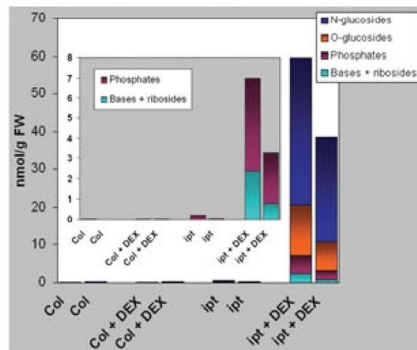 N-glucosides
O-glucosides
Phosphates
Bases + ribosides
nmol/g FW
70
60
50
40
30
20
10
0
8
7
6
5
4
3
2
1
0
Phosphates
Bases + ribosides
Col
Col
Col + DEX
Col + DEX
ipt
ipt
ipt + DEX
ipt + DEX
Col
Col
Col + DEX
Col + DEX
ipt
ipt
ipt + DEX
ipt + DEX